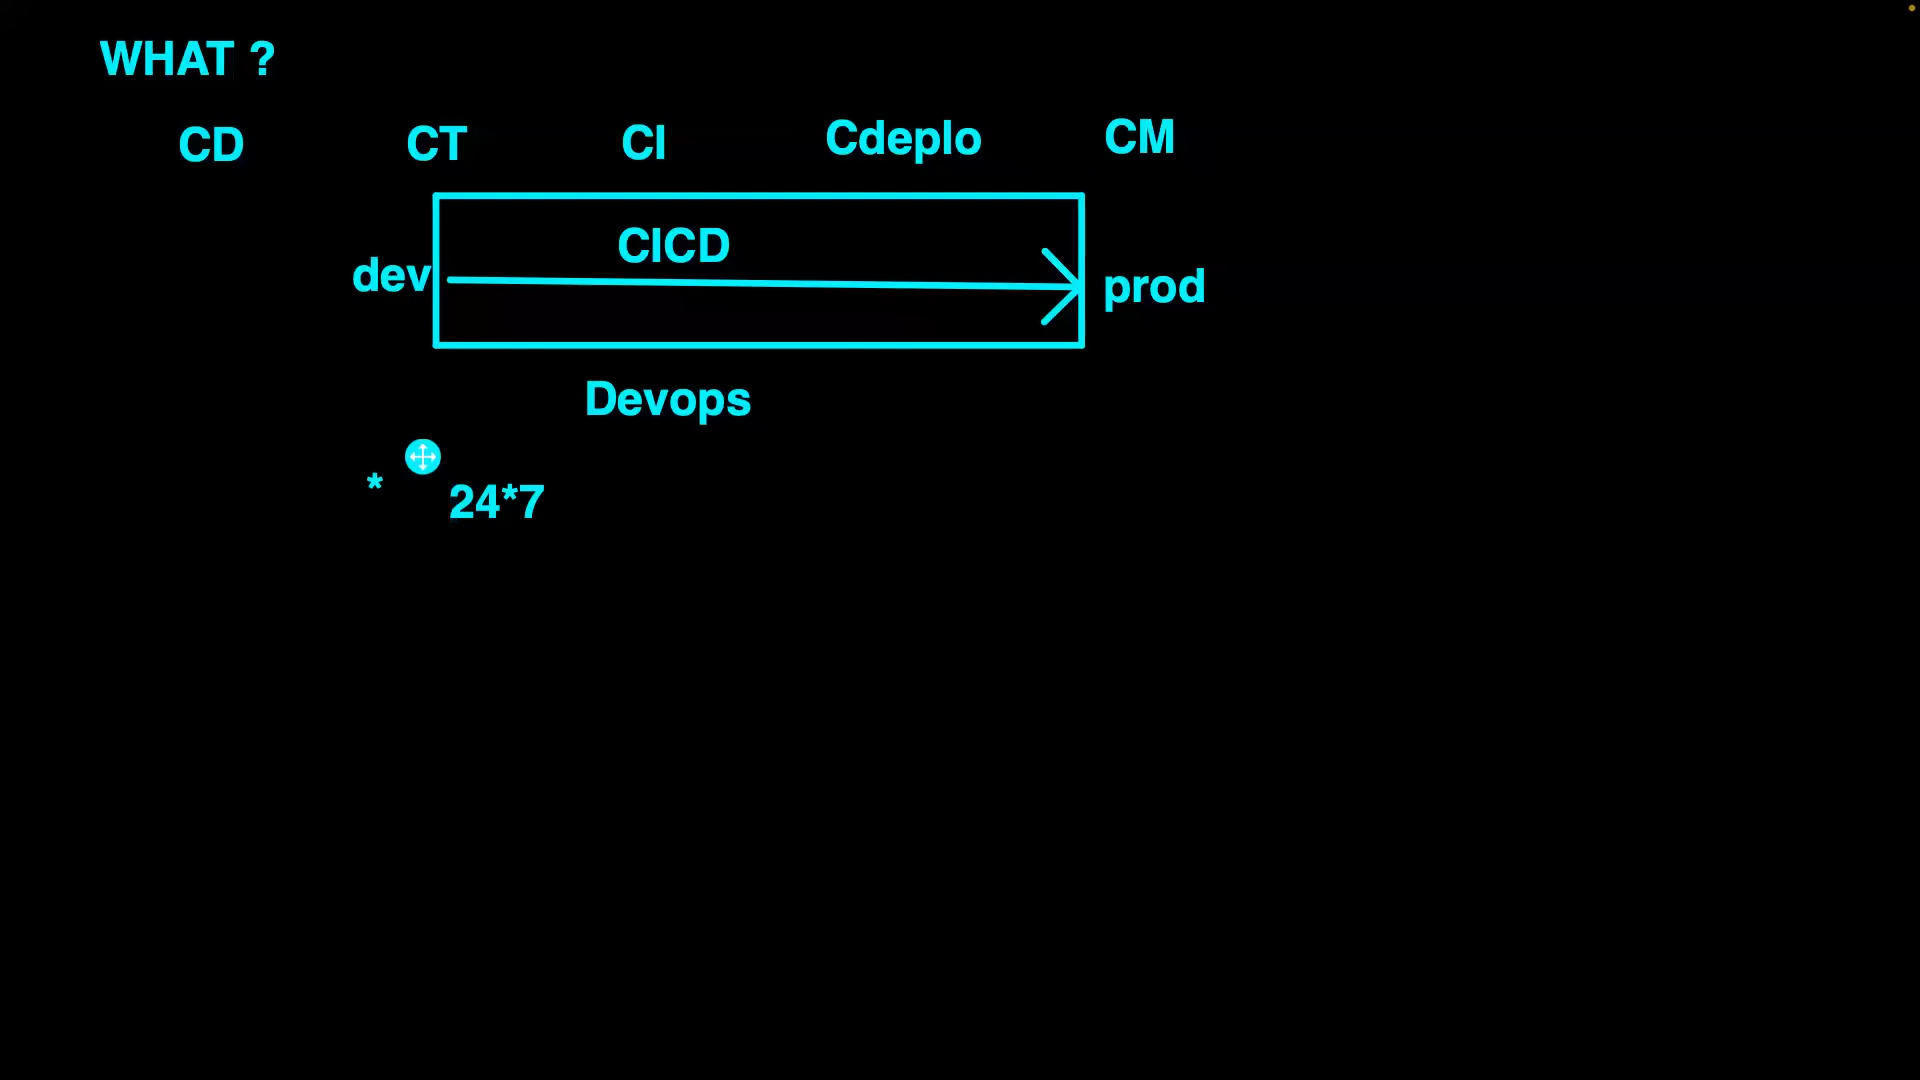 WHAT ?
CD CT CI Cdeplo CM
CICD
dev prod
Devops
* 24*7